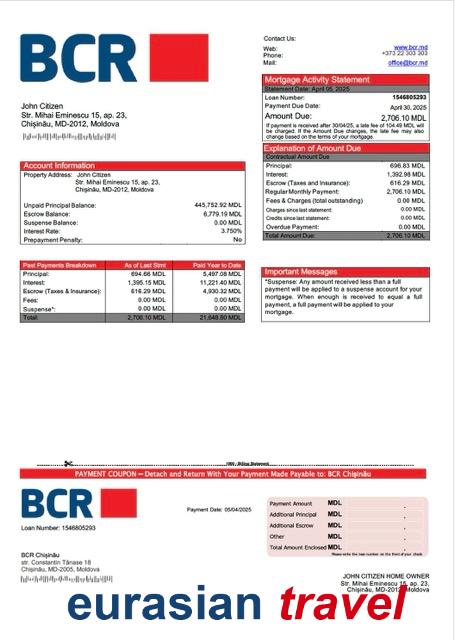 BCR
Contact Us:
Web: www.bcr.md
Phone: +373 22 303 303
Mail: office@bcr.md
John Citizen
Str. Mihai Eminescu 15, ap. 23,
Chişinău, MD-2012, Moldova
Mortgage Activity Statement
Statement Date: April 05, 2025
Loan Number: 1546805293
Payment Due Date: April 30, 2025
Amount Due: 2,706.10 MDL
If payment is received after 30/04/25, a late fee of 104.49 MDL will
be charged. If the Amount Due changes, the late fee may also
change based on the terms of your mortgage.
Explanation of Amount Due
Contractual Amount Due
Principal: 696.83 MDL
Interest: 1,392.98 MDL
Escrow (Taxes and Insurance): 616.29 MDL
Regular Monthly Payment: 2,706.10 MDL
Fees & Charges (total outstanding) 0.00 MDL
Charges since last statement: 0.00 MDL
Credits since last statement: 0.00 MDL
Overdue Payment: 0.00 MDL
Total Amount Due: 2,706.10 MDL
Account Information
Property Address: John Citizen
Str. Mihai Eminescu 15, ap. 23,
Chişinău, MD-2012, Moldova
Unpaid Principal Balance: 445,752.92 MDL
Escrow Balance: 6,779.19 MDL
Suspense Balance: 0.00 MDL
Interest Rate: 3.750%
Prepayment Penalty: No
Past Payments Breakdown As of Last Stmt Paid Year to Date
Principal: 694.66 MDL 5,497.08 MDL
Interest: 1,395.15 MDL 11,221.40 MDL
Escrow (Taxes & Insurance): 616.29 MDL 4,930.32 MDL
Fees: 0.00 MDL 0.00 MDL
Suspense*: 0.00 MDL 0.00 MDL
Total: 2,706.10 MDL 21,648.80 MDL
Important Messages
*Suspense: Any amount received less than a full
payment will be applied to a suspense account for your
mortgage. When enough is received to equal a full
payment, a full payment will be applied to your
mortgage.
Billing Statement
PAYMENT COUPON – Detach and Return With Your Payment Made Payable to: BCR Chişinău
BCR
Loan Number: 1546805293
Payment Date: 05/04/2025
Payment Amount MDL .
Additional Principal MDL .
Additional Escrow MDL .
Other MDL .
Total Amount Enclosed MDL .
Please write the loan number on the front of your check
BCR Chişinău
str. Constantin Tănase 18
Chişinău, MD-2005, Moldova
JOHN CITIZEN HOME OWNER
Str. Mihai Eminescu 15, ap. 23,
Chişinău, MD-2012, Moldova
eurasian travel